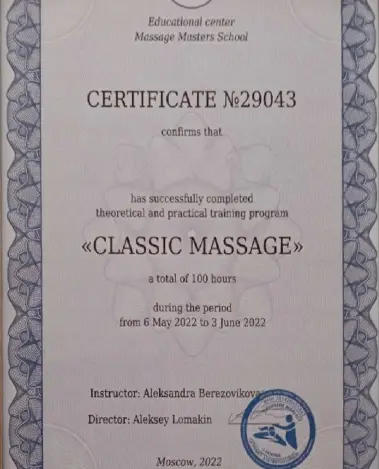 Educational center
Massage Masters School
CERTIFICATE №29043
confirms that
has successfully completed
theoretical and practical training program
«CLASSIC MASSAGE»
a total of 100 hours
during the period
from 6 May 2022 to 3 June 2022
Instructor: Aleksandra Berezovikova
Director: Aleksey Lomakin
Moscow, 2022